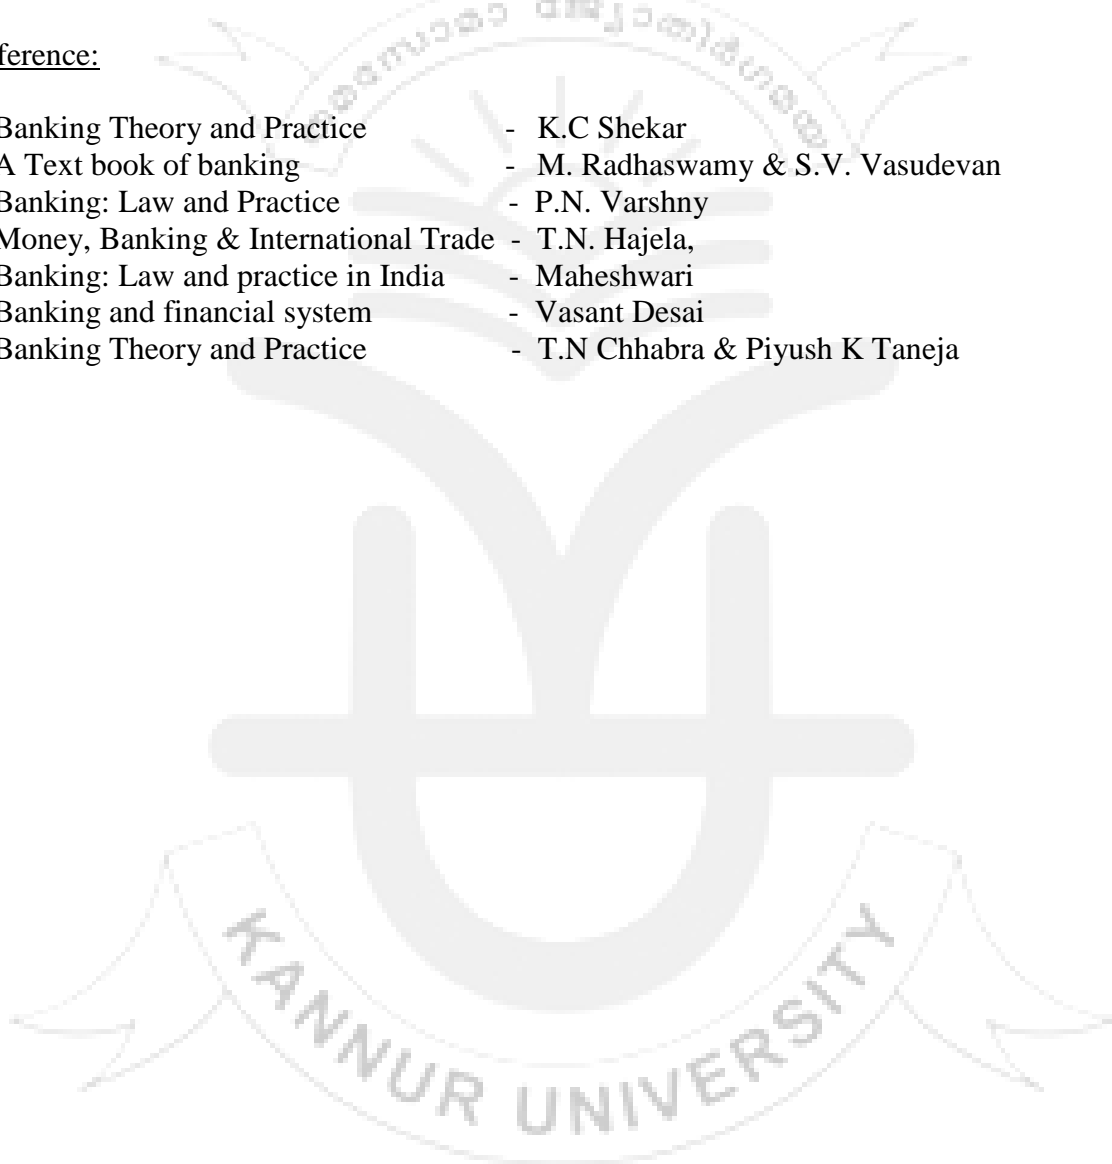 ference:
Banking Theory and Practice - K.C Shekar
A Text book of banking - M. Radhaswamy & S.V. Vasudevan
Banking: Law and Practice - P.N. Varshny
Money, Banking & International Trade - T.N. Hajela,
Banking: Law and practice in India - Maheshwari
Banking and financial system - Vasant Desai
Banking Theory and Practice - T.N Chhabra & Piyush K Taneja
KANNUR UNIVERSITY